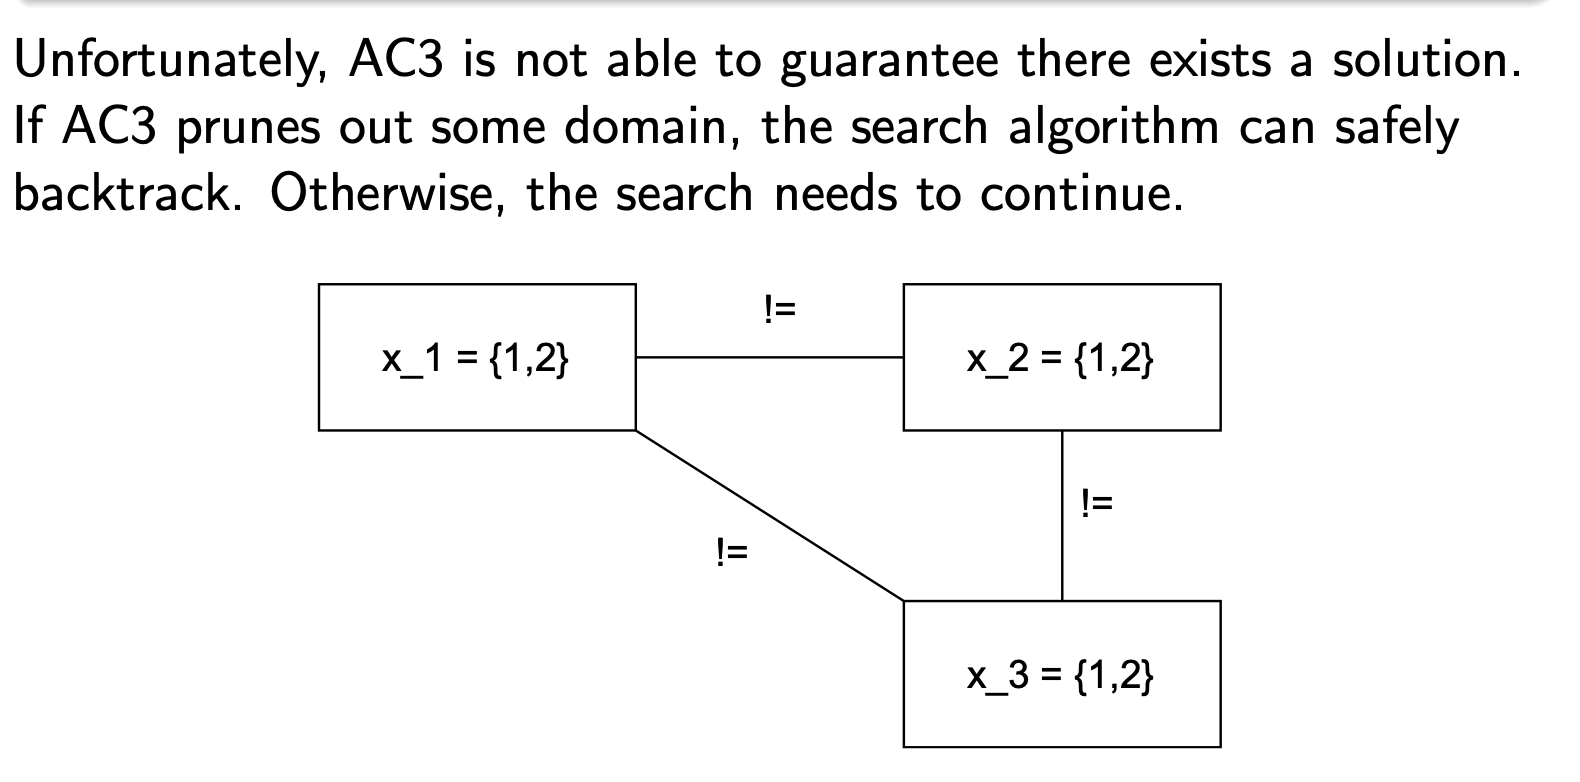 Unfortunately, AC3 is not able to guarantee there exists a solution.
If AC3 prunes out some domain, the search algorithm can safely
backtrack. Otherwise, the search needs to continue.
!=
x_1 = {1,2}
x_2 = {1,2}
!=
!=
x_3 = {1,2}